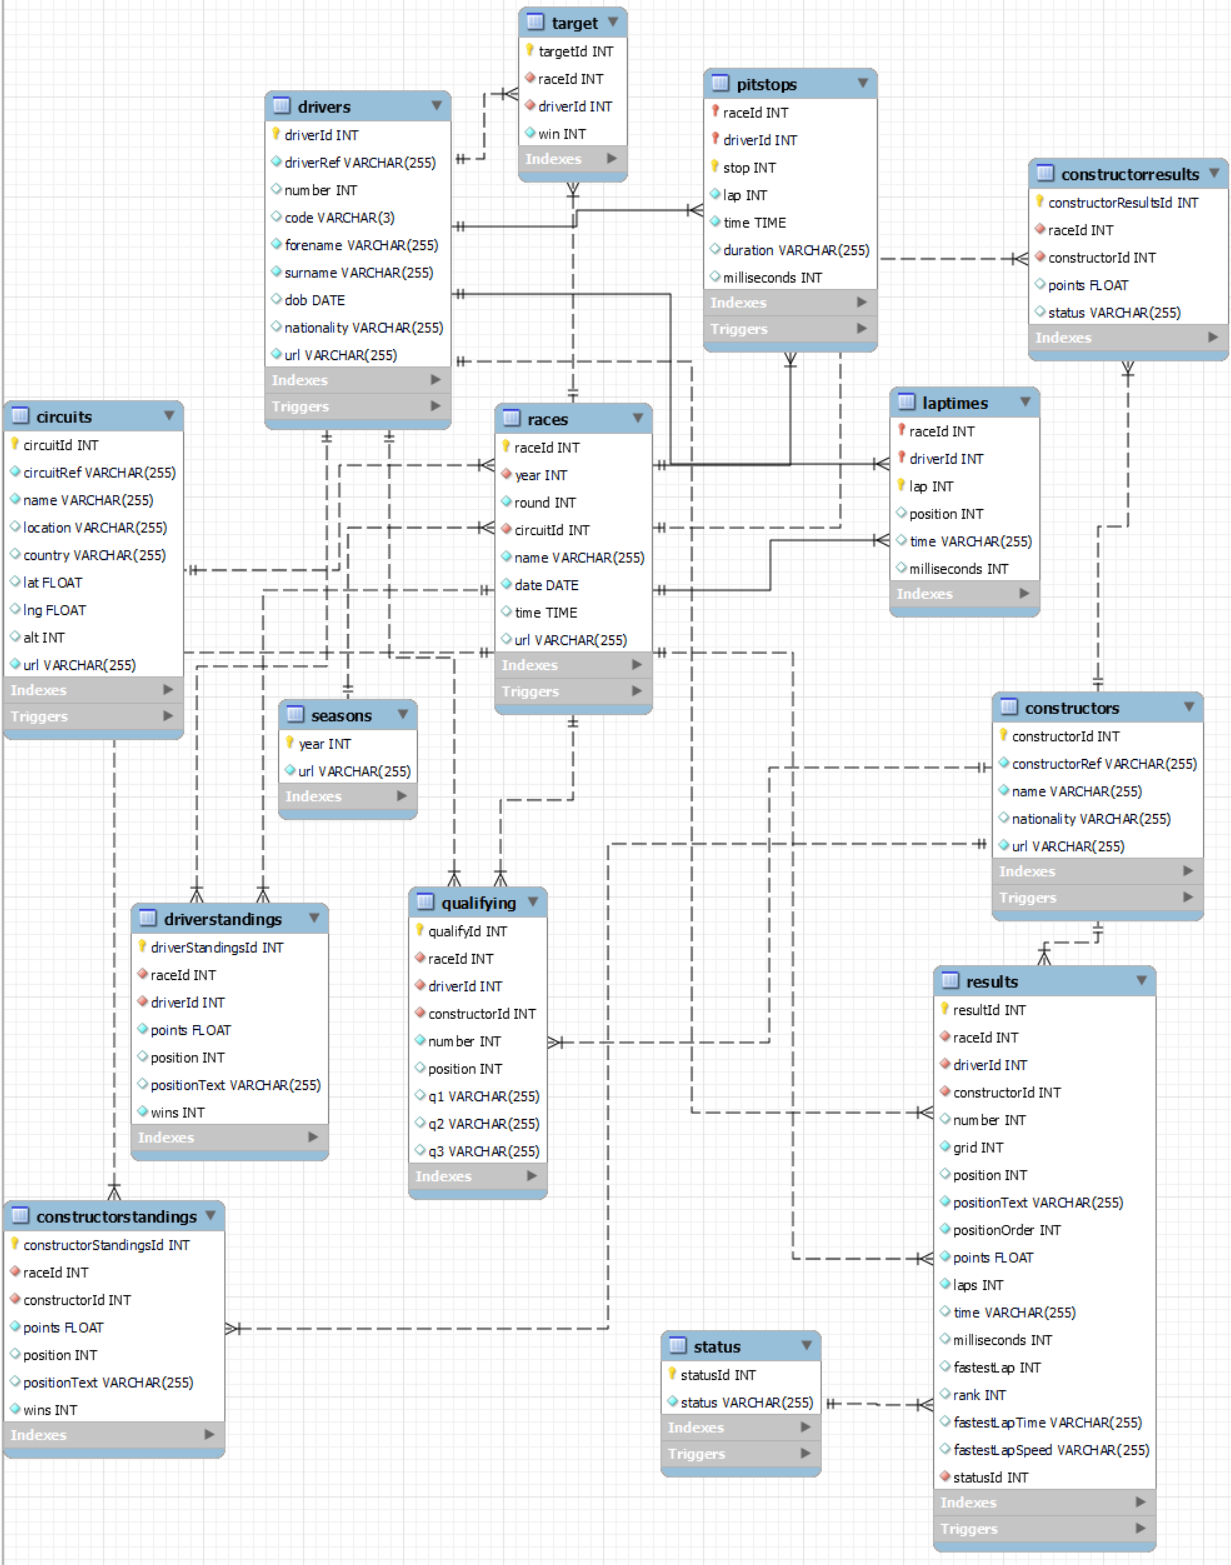 target
targetId INT
raceId INT
driverId INT
win INT
Indexes
drivers
driverId INT
driverRef VARCHAR(255)
number INT
code VARCHAR(3)
forename VARCHAR(255)
surname VARCHAR(255)
dob DATE
nationality VARCHAR(255)
url VARCHAR(255)
Indexes
Triggers
pitstops
raceId INT
driverId INT
stop INT
lap INT
time TIME
duration VARCHAR(255)
milliseconds INT
Indexes
Triggers
constructorresults
constructorResultsId INT
raceId INT
constructorId INT
points FLOAT
status VARCHAR(255)
Indexes
circuits
circuitId INT
circuitRef VARCHAR(255)
name VARCHAR(255)
location VARCHAR(255)
country VARCHAR(255)
lat FLOAT
lng FLOAT
alt INT
url VARCHAR(255)
Indexes
Triggers
races
raceId INT
year INT
round INT
circuitId INT
name VARCHAR(255)
date DATE
time TIME
url VARCHAR(255)
Indexes
Triggers
laptimes
raceId INT
driverId INT
lap INT
position INT
time VARCHAR(255)
milliseconds INT
Indexes
seasons
year INT
url VARCHAR(255)
Indexes
constructors
constructorId INT
constructorRef VARCHAR(255)
name VARCHAR(255)
nationality VARCHAR(255)
url VARCHAR(255)
Indexes
Triggers
driverstandings
driverStandingsId INT
raceId INT
driverId INT
points FLOAT
position INT
positionText VARCHAR(255)
wins INT
Indexes
qualifying
qualifyId INT
raceId INT
driverId INT
constructorId INT
number INT
position INT
q1 VARCHAR(255)
q2 VARCHAR(255)
q3 VARCHAR(255)
Indexes
results
resultId INT
raceId INT
driverId INT
constructorId INT
number INT
grid INT
position INT
positionText VARCHAR(255)
positionOrder INT
points FLOAT
laps INT
time VARCHAR(255)
milliseconds INT
fastestLap INT
rank INT
fastestLapTime VARCHAR(255)
fastestLapSpeed VARCHAR(255)
statusId INT
Indexes
Triggers
constructorstandings
constructorStandingsId INT
raceId INT
constructorId INT
points FLOAT
position INT
positionText VARCHAR(255)
wins INT
Indexes
status
statusId INT
status VARCHAR(255)
Indexes
Triggers